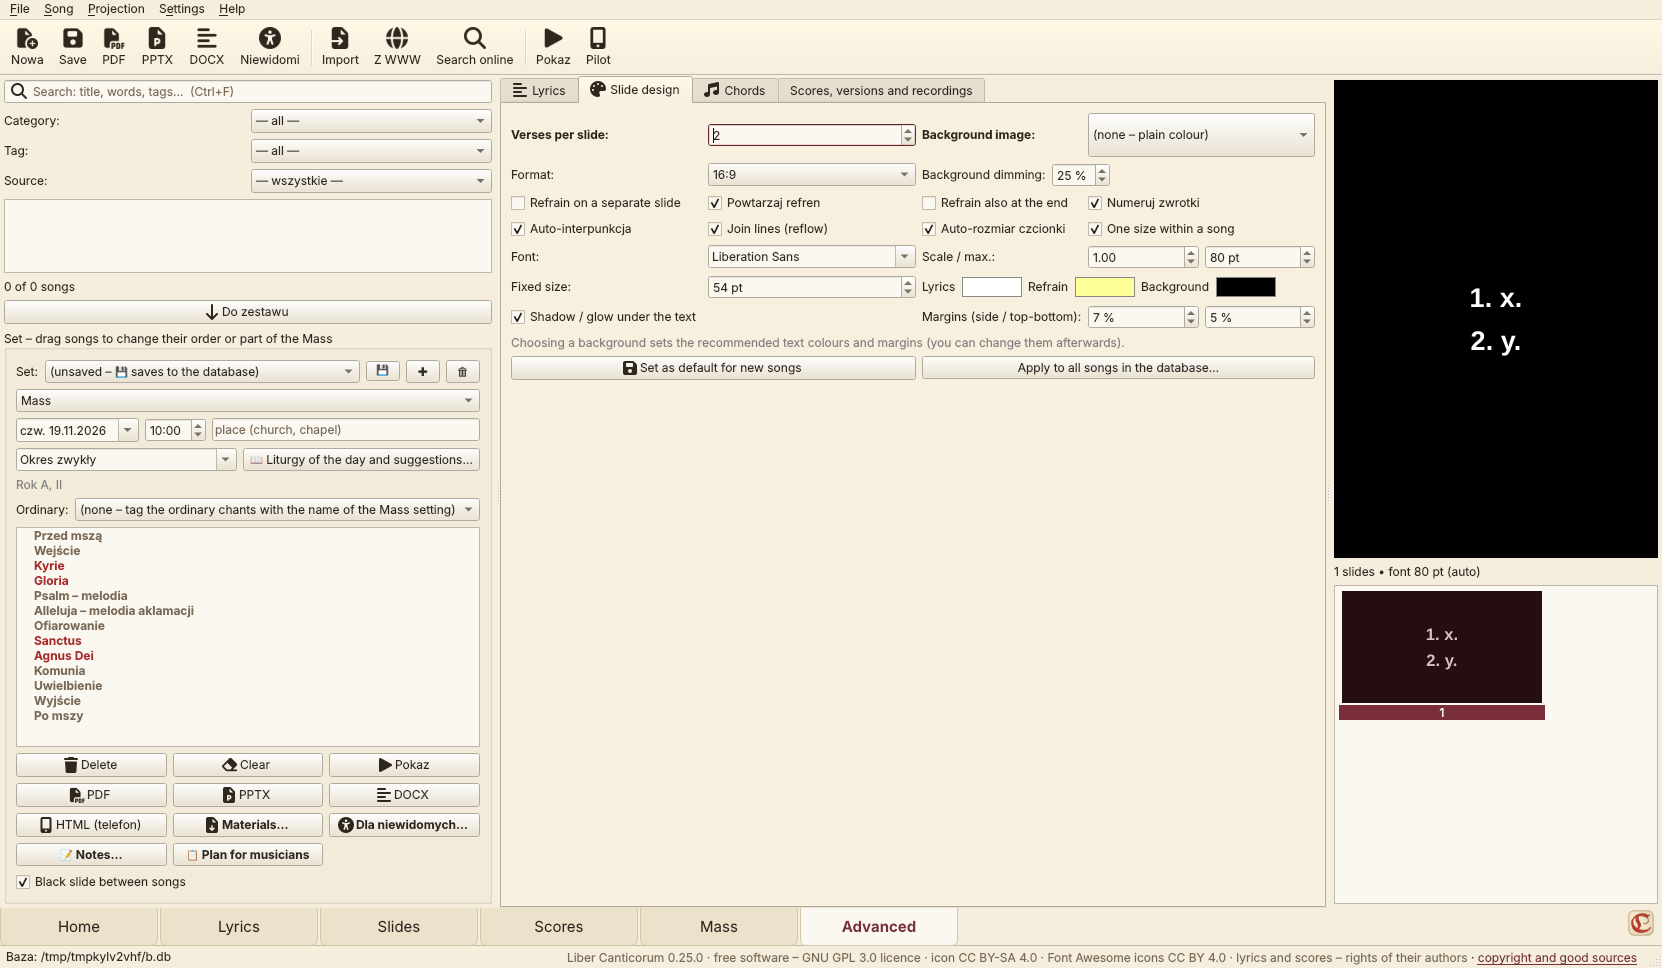 File Song Projection Settings Help
Nowa Save PDF PPTX DOCX Niewidomi Import Z WWW Search online Pokaz Pilot
Search: title, words, tags... (Ctrl+F)
Category: — all —
Tag: — all —
Source: — wszystkie —
0 of 0 songs
Do zestawu
Set – drag songs to change their order or part of the Mass
Set: (unsaved – 💾 saves to the database)
Mass
czw. 19.11.2026 10:00 place (church, chapel)
Okres zwykły 📖 Liturgy of the day and suggestions...
Rok A, II
Ordinary: (none – tag the ordinary chants with the name of the Mass setting)
Przed mszą
Wejście
Kyrie
Gloria
Psalm – melodia
Alleluja – melodia aklamacji
Ofiarowanie
Sanctus
Agnus Dei
Komunia
Uwielbienie
Wyjście
Po mszy
Delete Clear Pokaz
PDF PPTX DOCX
HTML (telefon) Materials... Dla niewidomych...
Notes... Plan for musicians
Black slide between songs
Lyrics Slide design Chords Scores, versions and recordings
Verses per slide: 2 Background image: (none – plain colour)
Format: 16:9 Background dimming: 25 %
Refrain on a separate slide Powtarzaj refren Refrain also at the end Numeruj zwrotki
Auto-interpunkcja Join lines (reflow) Auto-rozmiar czcionki One size within a song
Font: Liberation Sans Scale / max.: 1.00 80 pt
Fixed size: 54 pt Lyrics Refrain Background
Shadow / glow under the text Margins (side / top-bottom): 7 % 5 %
Choosing a background sets the recommended text colours and margins (you can change them afterwards).
Set as default for new songs Apply to all songs in the database...
1. x.
2. y.
1 slides • font 80 pt (auto)
1. x.
2. y.
1
Home Lyrics Slides Scores Mass Advanced
Baza: /tmp/tmpkylv2vhf/b.db Liber Canticorum 0.25.0 · free software – GNU GPL 3.0 licence · icon CC BY-SA 4.0 · Font Awesome icons CC BY 4.0 · lyrics and scores – rights of their authors · copyright and good sources